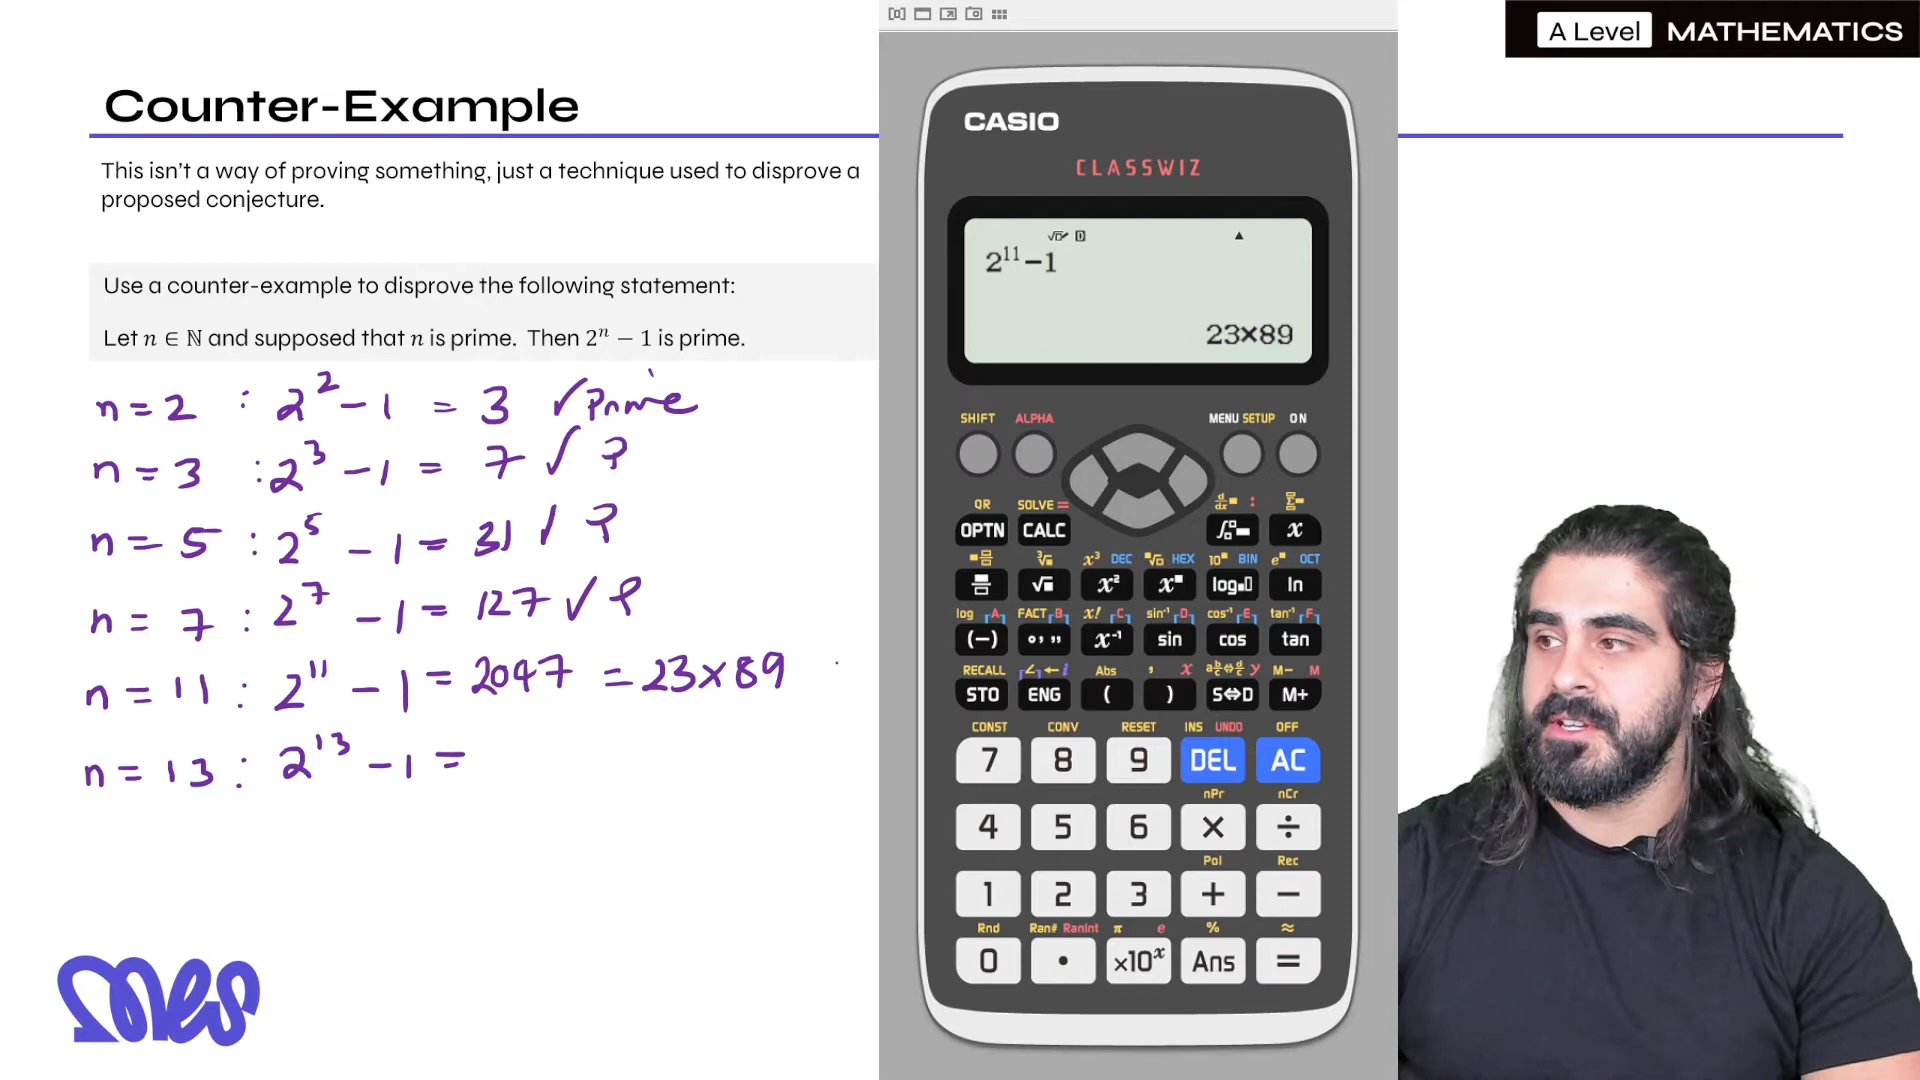 A Level MATHEMATICS
Counter-Example
This isn't a way of proving something, just a technique used to disprove a
proposed conjecture.
Use a counter-example to disprove the following statement:
Let n ∈ ℕ and supposed that n is prime. Then 2ⁿ − 1 is prime.
n = 2 : 2² − 1 = 3 ✓ Prime
n = 3 : 2³ − 1 = 7 ✓ P
n = 5 : 2⁵ − 1 = 31 ✓ P
n = 7 : 2⁷ − 1 = 127 ✓ P
n = 11 : 2¹¹ − 1 = 2047 = 23×89
n = 13 : 2¹³ − 1 =
mes
CASIO
CLASSWIZ
2¹¹−1
23×89
SHIFT ALPHA MENU SETUP ON
QR SOLVE = d/dx :
OPTN CALC x
x³ DEC HEX 10■ BIN e■ OCT
x² x■ ln
log A FACT B x! C sin⁻¹ D cos⁻¹ E tan⁻¹ F
(−) °,,, x⁻¹ sin cos tan
RECALL ∠ ← i Abs , x y M− M
STO ENG ( ) S⇔D M+
CONST CONV RESET INS UNDO OFF
7 8 9 DEL AC
nPr nCr
4 5 6 × ÷
Pol Rec
1 2 3 + −
Rnd Ran# RanInt π e % ≈
0 • ×10ˣ Ans =